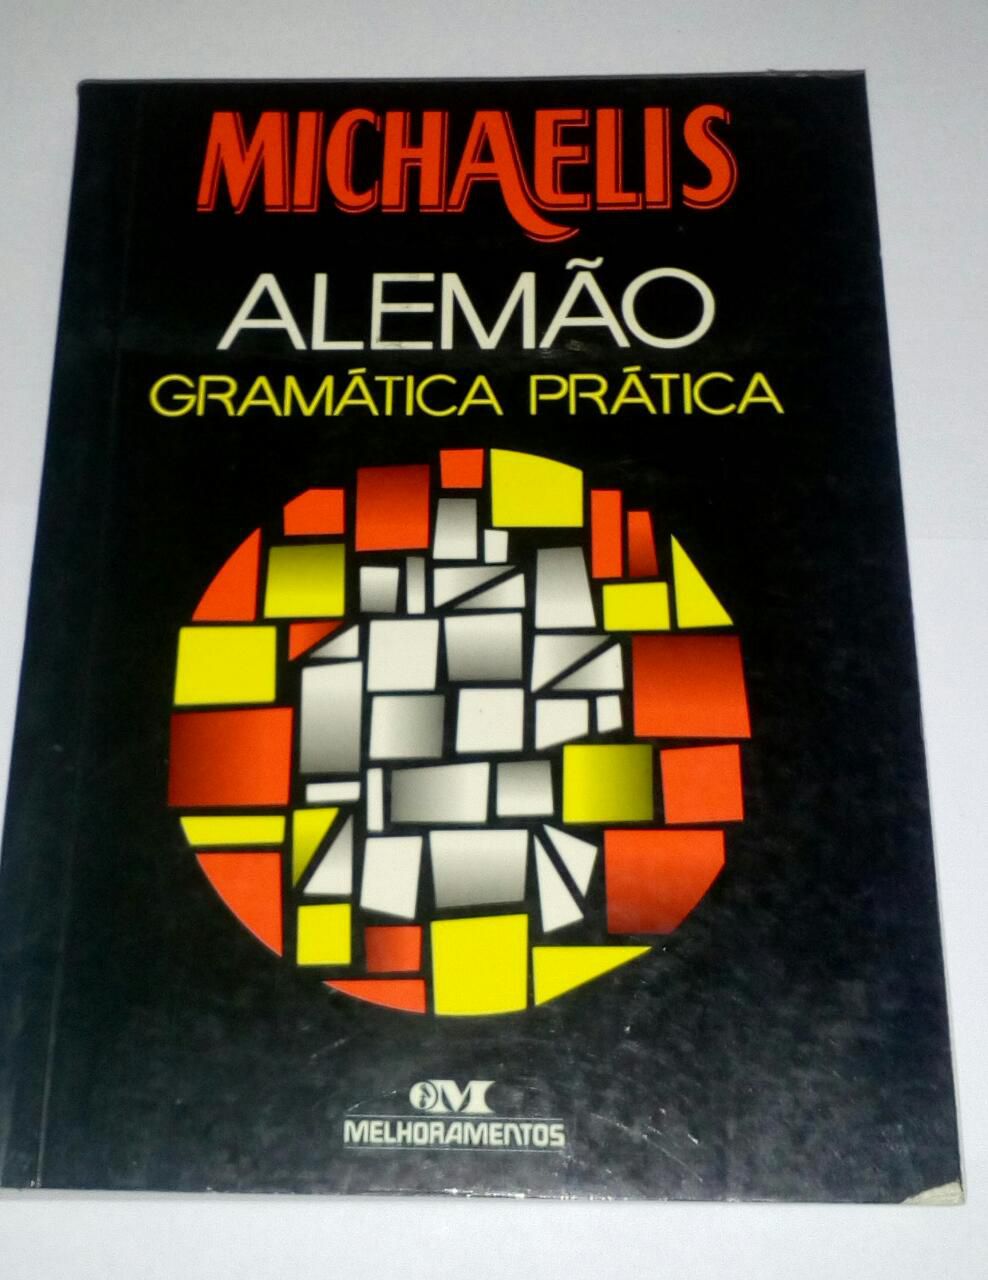 MICHAELIS
ALEMÃO
GRAMÁTICA PRÁTICA
M
MELHORAMENTOS